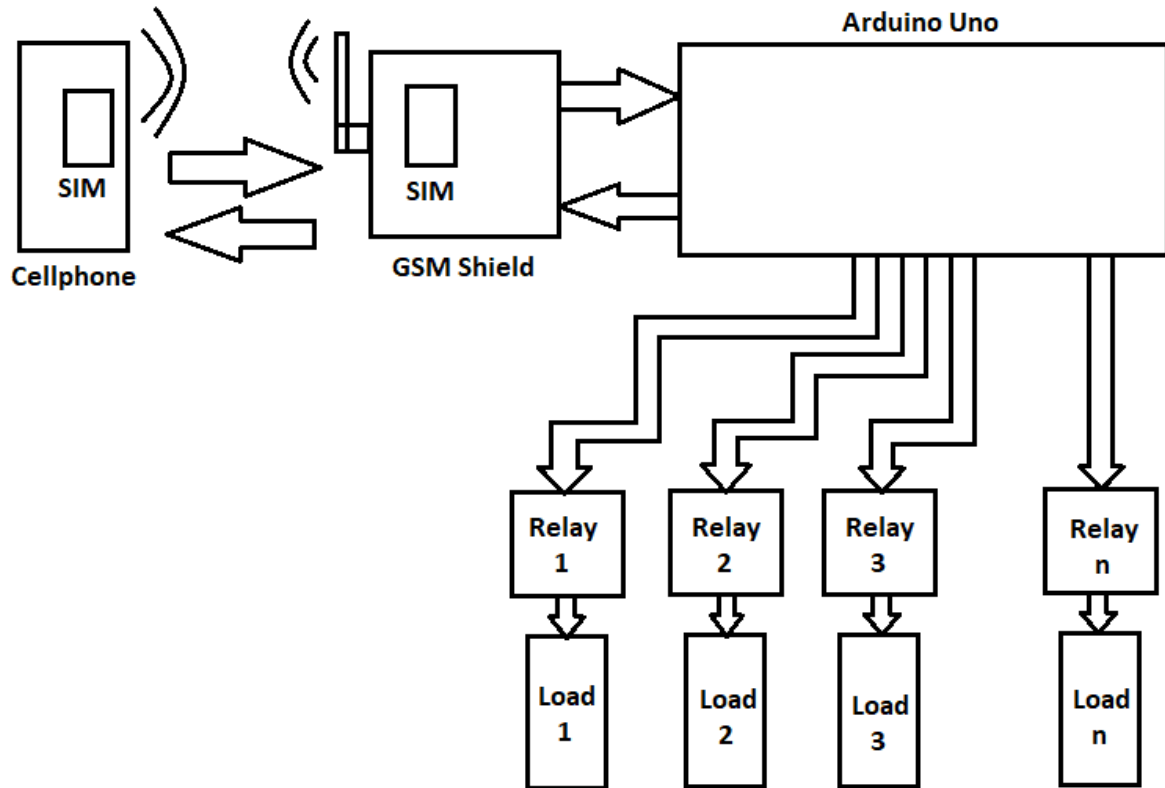 Arduino Uno
SIM
SIM
Cellphone
GSM Shield
Relay
1
Relay
2
Relay
3
Relay
n
Load
1
Load
2
Load
3
Load
n